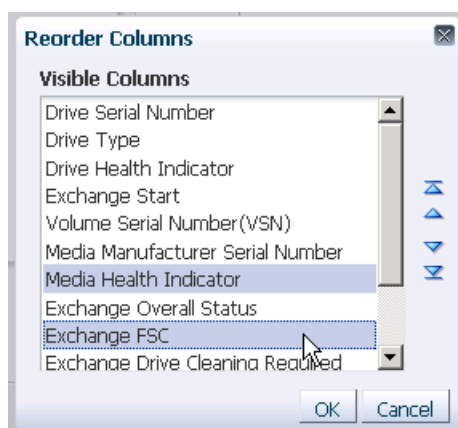 Reorder Columns
Visible Columns
Drive Serial Number
Drive Type
Drive Health Indicator
Exchange Start
Volume Serial Number(VSN)
Media Manufacturer Serial Number
Media Health Indicator
Exchange Overall Status
Exchange FSC
Exchange Drive Cleaning Required
OK
Cancel